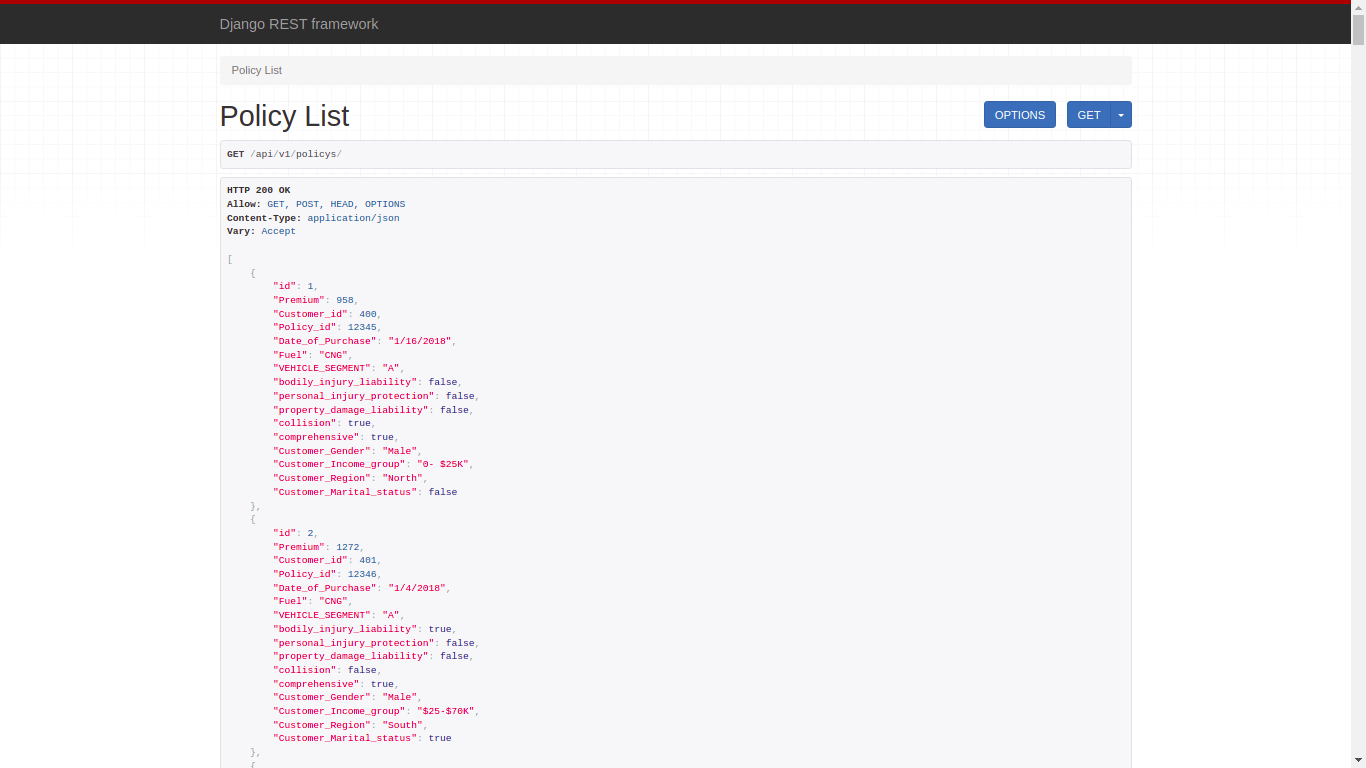 Django REST framework
Policy List
Policy List
OPTIONS
GET
GET /api/v1/policys/
HTTP 200 OK
Allow: GET, POST, HEAD, OPTIONS
Content-Type: application/json
Vary: Accept
[
    {
        "id": 1,
        "Premium": 958,
        "Customer_id": 400,
        "Policy_id": 12345,
        "Date_of_Purchase": "1/16/2018",
        "Fuel": "CNG",
        "VEHICLE_SEGMENT": "A",
        "bodily_injury_liability": false,
        "personal_injury_protection": false,
        "property_damage_liability": false,
        "collision": true,
        "comprehensive": true,
        "Customer_Gender": "Male",
        "Customer_Income_group": "0- $25K",
        "Customer_Region": "North",
        "Customer_Marital_status": false
    },
    {
        "id": 2,
        "Premium": 1272,
        "Customer_id": 401,
        "Policy_id": 12346,
        "Date_of_Purchase": "1/4/2018",
        "Fuel": "CNG",
        "VEHICLE_SEGMENT": "A",
        "bodily_injury_liability": true,
        "personal_injury_protection": false,
        "property_damage_liability": false,
        "collision": false,
        "comprehensive": true,
        "Customer_Gender": "Male",
        "Customer_Income_group": "$25-$70K",
        "Customer_Region": "South",
        "Customer_Marital_status": true
    },
    {